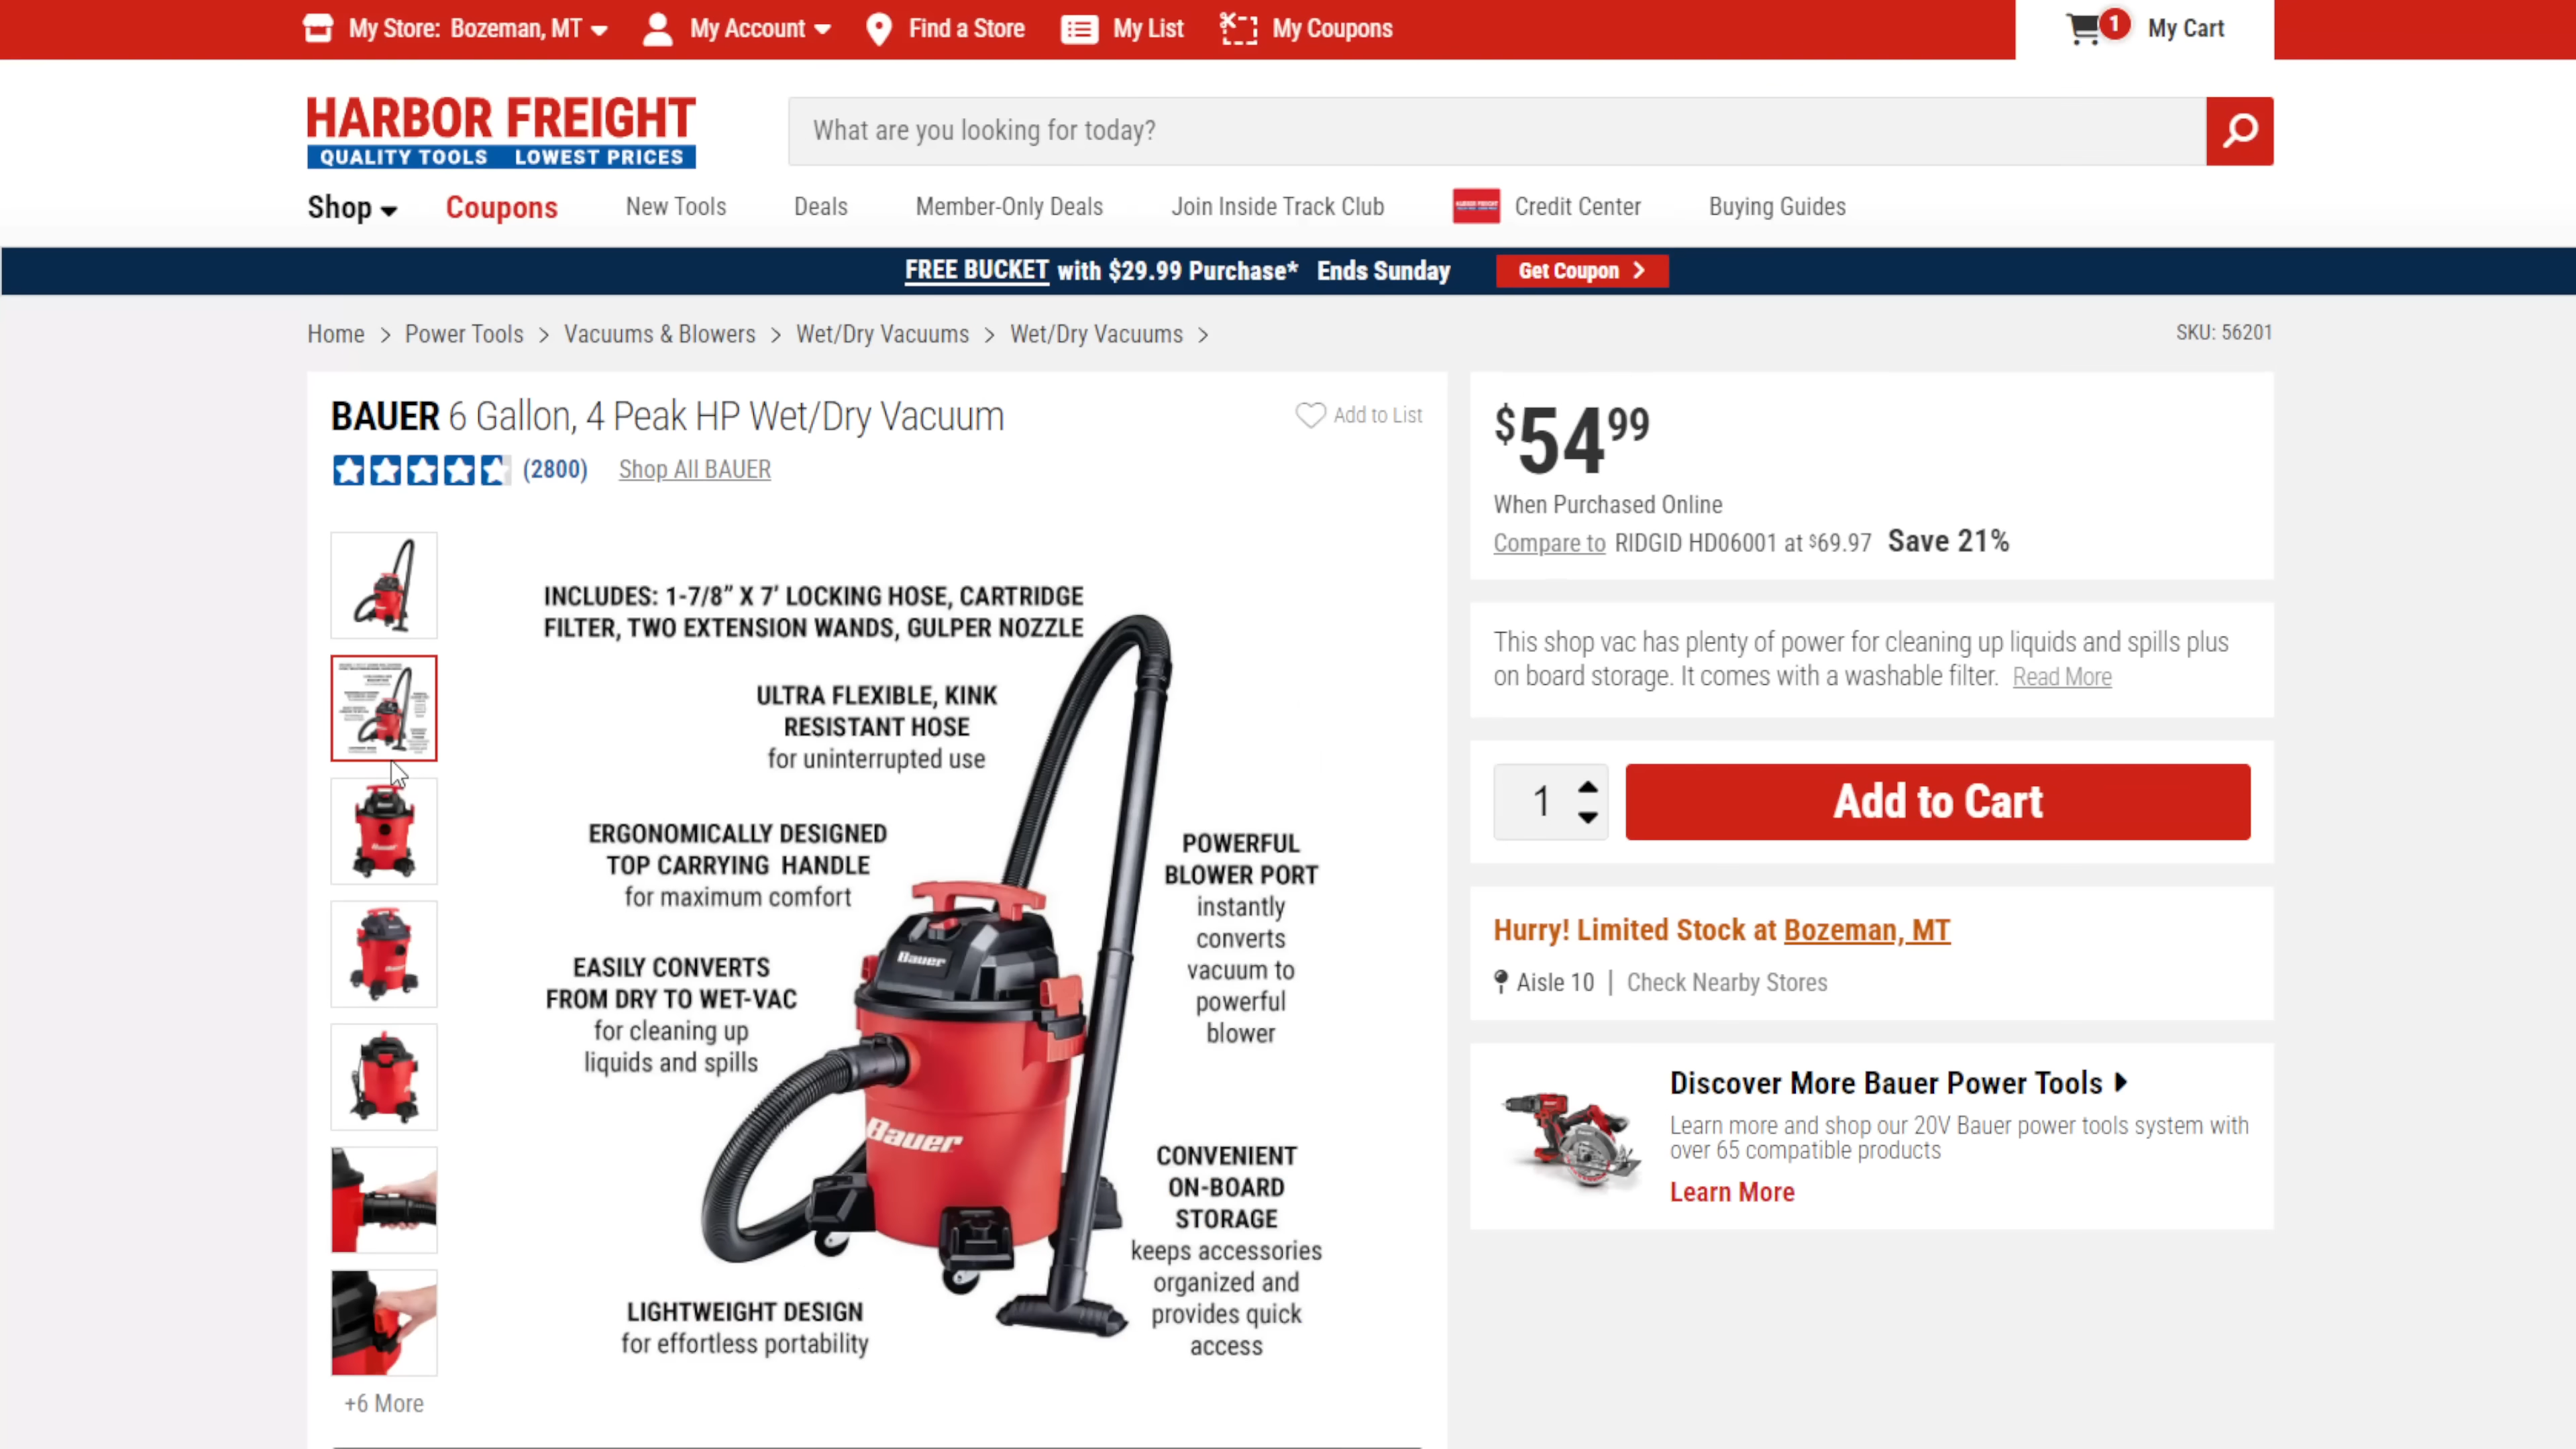 My Store: Bozeman, MT
My Account
Find a Store
My List
My Coupons
1
My Cart
HARBOR FREIGHT
QUALITY TOOLS LOWEST PRICES
What are you looking for today?
Shop
Coupons
New Tools
Deals
Member-Only Deals
Join Inside Track Club
Credit Center
Buying Guides
FREE BUCKET with $29.99 Purchase* Ends Sunday
Get Coupon >
Home > Power Tools > Vacuums & Blowers > Wet/Dry Vacuums > Wet/Dry Vacuums >
SKU: 56201
BAUER 6 Gallon, 4 Peak HP Wet/Dry Vacuum
Add to List
(2800)
Shop All BAUER
INCLUDES: 1-7/8” X 7’ LOCKING HOSE, CARTRIDGE
FILTER, TWO EXTENSION WANDS, GULPER NOZZLE
ULTRA FLEXIBLE, KINK
RESISTANT HOSE
for uninterrupted use
ERGONOMICALLY DESIGNED
TOP CARRYING HANDLE
for maximum comfort
EASILY CONVERTS
FROM DRY TO WET-VAC
for cleaning up
liquids and spills
LIGHTWEIGHT DESIGN
for effortless portability
POWERFUL
BLOWER PORT
instantly
converts
vacuum to
powerful
blower
CONVENIENT
ON-BOARD
STORAGE
keeps accessories
organized and
provides quick
access
Bauer
Bauer
+6 More
$54.99
When Purchased Online
Compare to RIDGID HD06001 at $69.97 Save 21%
This shop vac has plenty of power for cleaning up liquids and spills plus
on board storage. It comes with a washable filter. Read More
1
Add to Cart
Hurry! Limited Stock at Bozeman, MT
Aisle 10 | Check Nearby Stores
Discover More Bauer Power Tools
Learn more and shop our 20V Bauer power tools system with
over 65 compatible products
Learn More